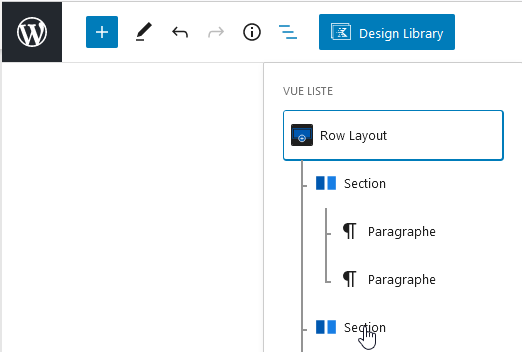 Design Library
VUE LISTE
Row Layout
Section
Paragraphe
Paragraphe
Section